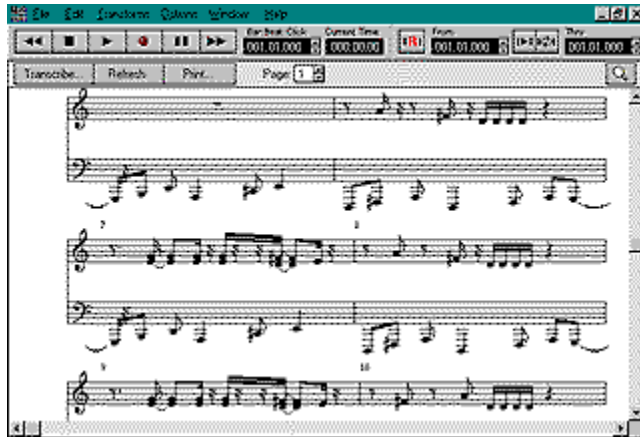 File Edit Transforms Options Window Help
Bar Beat Click Current Time From Thru
001.01.000 000:00:00 001.01.000 001.01.000
Transcribe... Refresh Print... Page: 1
7
9 10